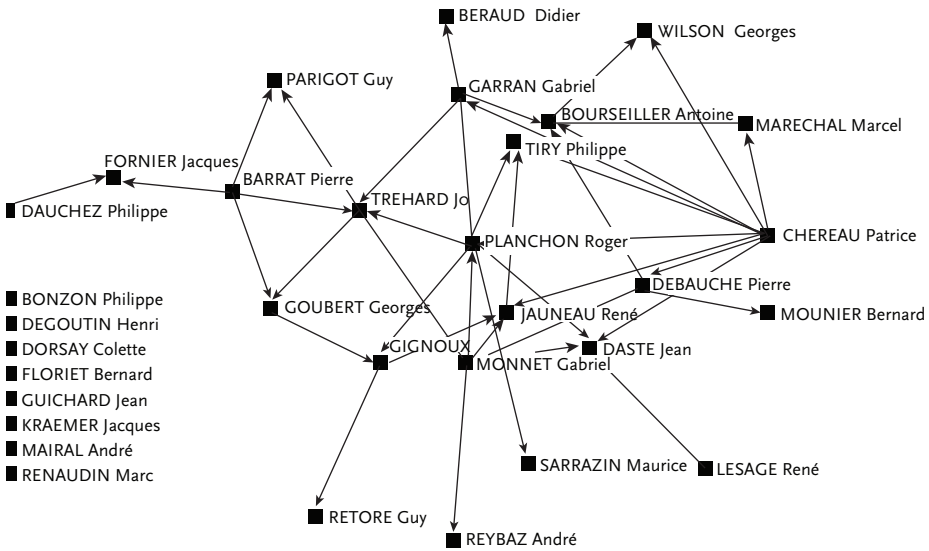 BERAUD Didier
WILSON Georges
PARIGOT Guy
GARRAN Gabriel
BOURSEILLER Antoine
MARECHAL Marcel
TIRY Philippe
FORNIER Jacques
BARRAT Pierre
TREHARD Jo
DAUCHEZ Philippe
PLANCHON Roger
CHEREAU Patrice
DEBAUCHE Pierre
BONZON Philippe
GOUBERT Georges
JAUNEAU René
MOUNIER Bernard
DEGOUTIN Henri
GIGNOUX
DORSAY Colette
DASTE Jean
MONNET Gabriel
FLORIET Bernard
GUICHARD Jean
KRAEMER Jacques
MAIRAL André
SARRAZIN Maurice
LESAGE René
RENAUDIN Marc
RETORE Guy
REYBAZ André